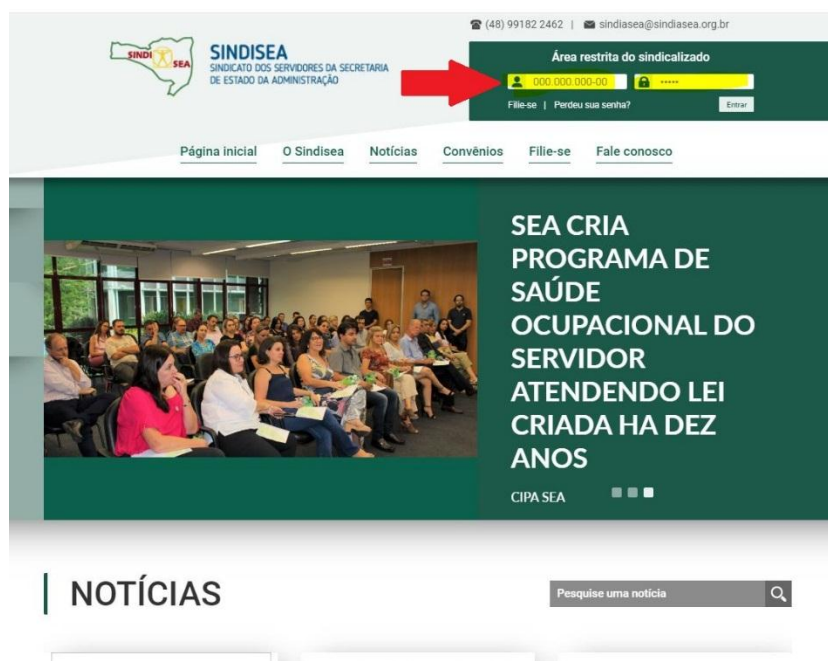 (48) 99182 2462 | sindiasea@sindiasea.org.br
SINDI SEA
SINDISEA
SINDICATO DOS SERVIDORES DA SECRETARIA
DE ESTADO DA ADMINISTRAÇÃO
Área restrita do sindicalizado
000.000.000-00 •••••
Filie-se | Perdeu sua senha? Entrar
Página inicial O Sindisea Notícias Convênios Filie-se Fale conosco
SEA CRIA
PROGRAMA DE
SAÚDE
OCUPACIONAL DO
SERVIDOR
ATENDENDO LEI
CRIADA HA DEZ
ANOS
CIPA SEA
NOTÍCIAS
Pesquise uma notícia